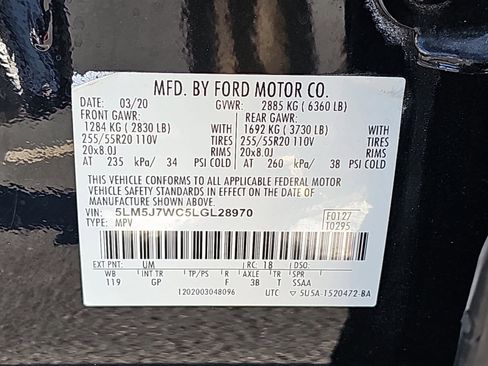 MFD. BY FORD MOTOR CO.
DATE: 03/20 GVWR: 2885 KG ( 6360 LB)
FRONT GAWR: REAR GAWR:
1284 KG ( 2830 LB) 1692 KG ( 3730 LB)
255/55R20 110V TIRES 255/55R20 110V
20x8.0J RIMS 20x8.0J
AT 235 kPa/ 34 PSI COLD AT 260 kPa/ 38 PSI COLD
THIS VEHICLE CONFORMS TO ALL APPLICABLE FEDERAL MOTOR
VEHICLE SAFETY AND THEFT PREVENTION STANDARDS IN EFFECT ON THE DATE OF
MANUFACTURE SHOWN ABOVE.
VIN: 5LM5J7WC5LGL28970 F0127
TYPE: MPV T0295
EXT PNT: UM RC: 18 DSO:
WB INT TR TP/PS R AXLE TR SPR
119 GP F 3B T SSAA
1202003048096 UTC ▽ 5U5A-1520472-BA